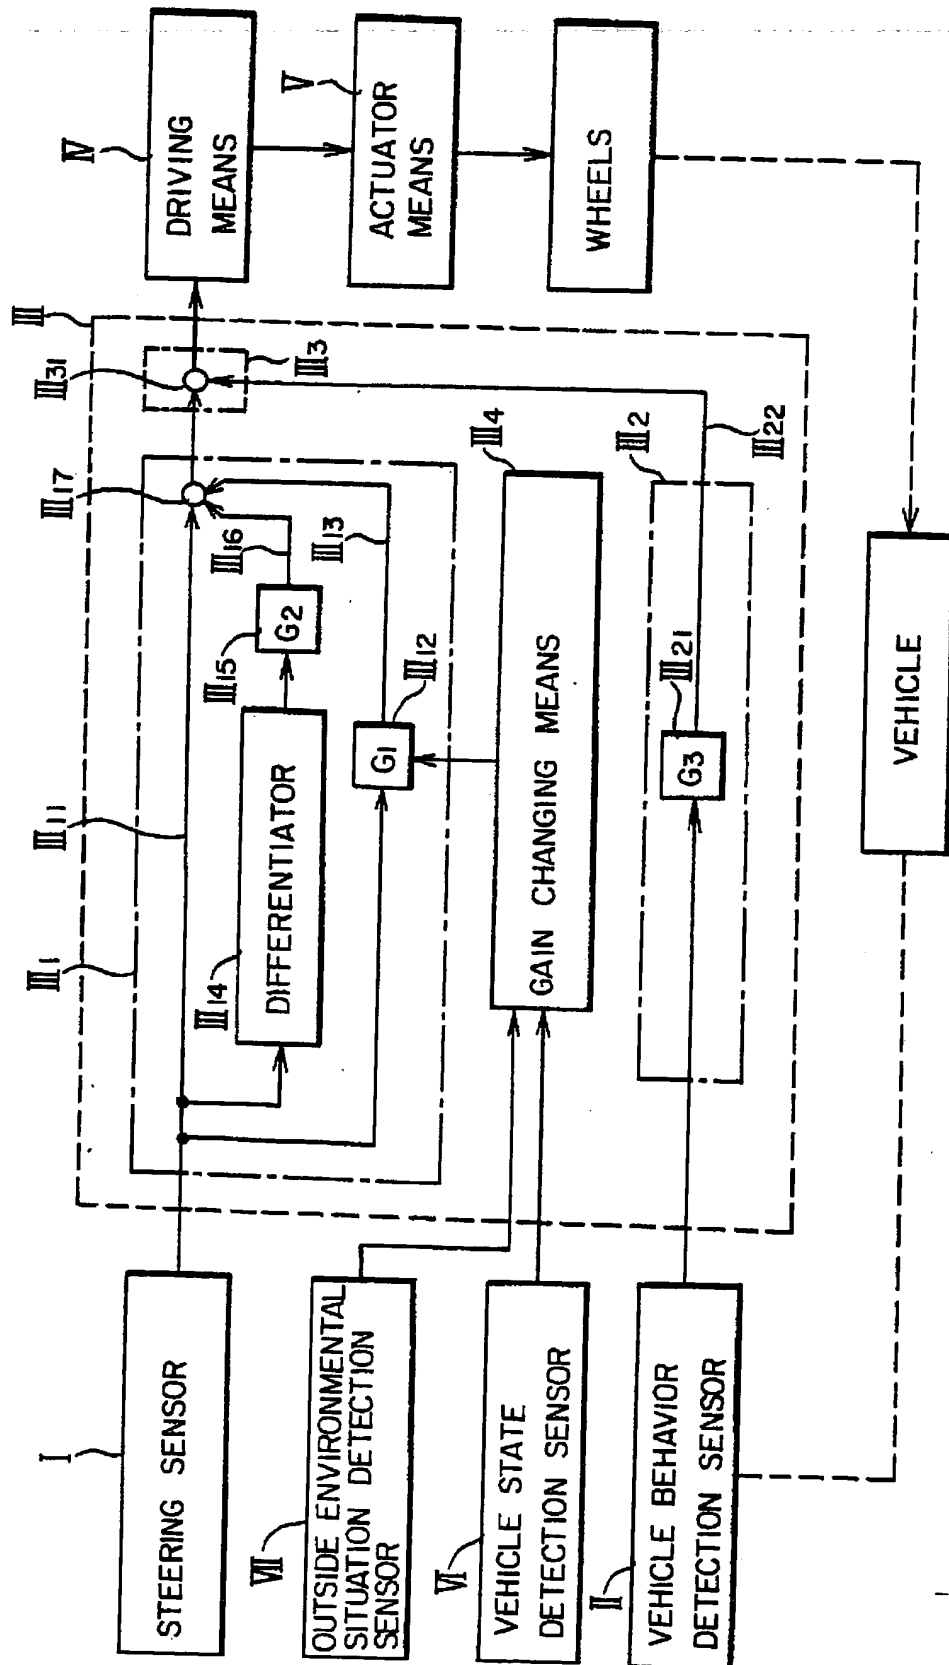 I
STEERING SENSOR
VII
OUTSIDE ENVIRONMENTAL
SITUATION DETECTION
SENSOR
VI
VEHICLE STATE
DETECTION SENSOR
II
VEHICLE BEHAVIOR
DETECTION SENSOR
III
III1
III11
III14
DIFFERENTIATOR
III15
G2
III16
III17
G1
III12
III13
III31
III3
GAIN CHANGING MEANS
III4
G3
III21
III2
III22
IV
DRIVING
MEANS
V
ACTUATOR
MEANS
WHEELS
VEHICLE